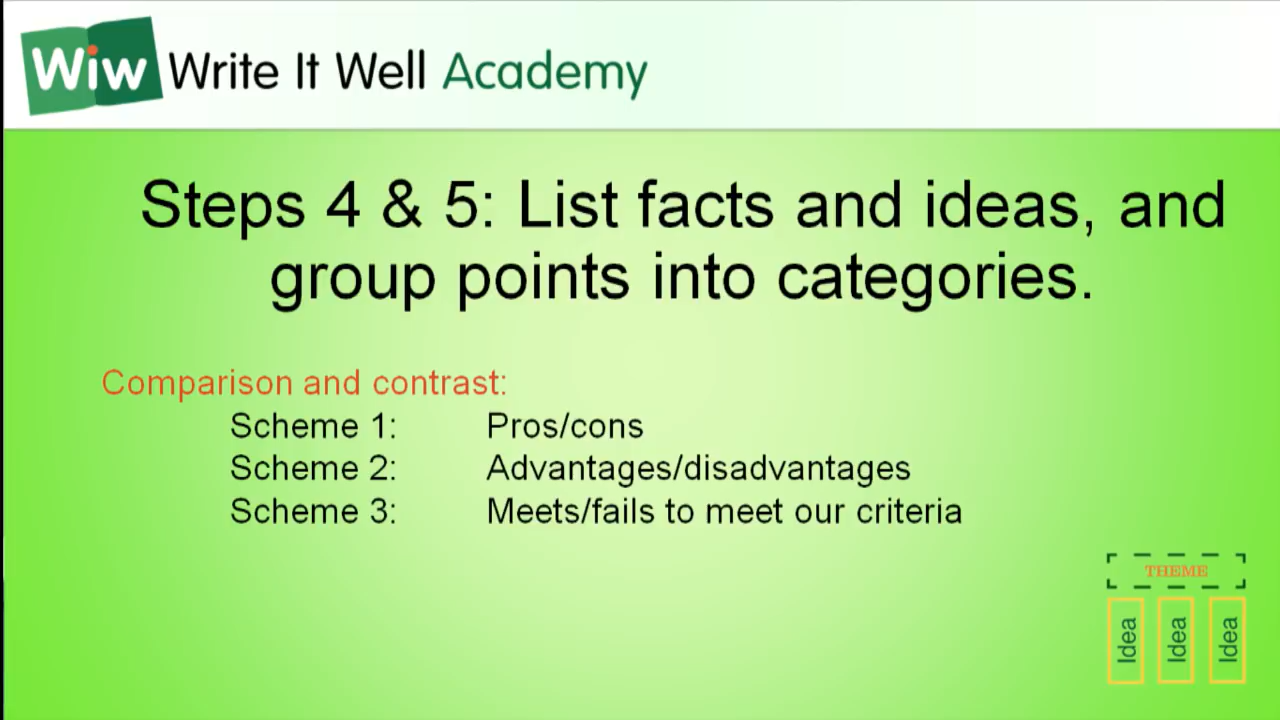 Wiw Write It Well Academy
Steps 4 & 5: List facts and ideas, and
group points into categories.
Comparison and contrast:
Scheme 1: Pros/cons
Scheme 2: Advantages/disadvantages
Scheme 3: Meets/fails to meet our criteria
THEME
Idea Idea Idea